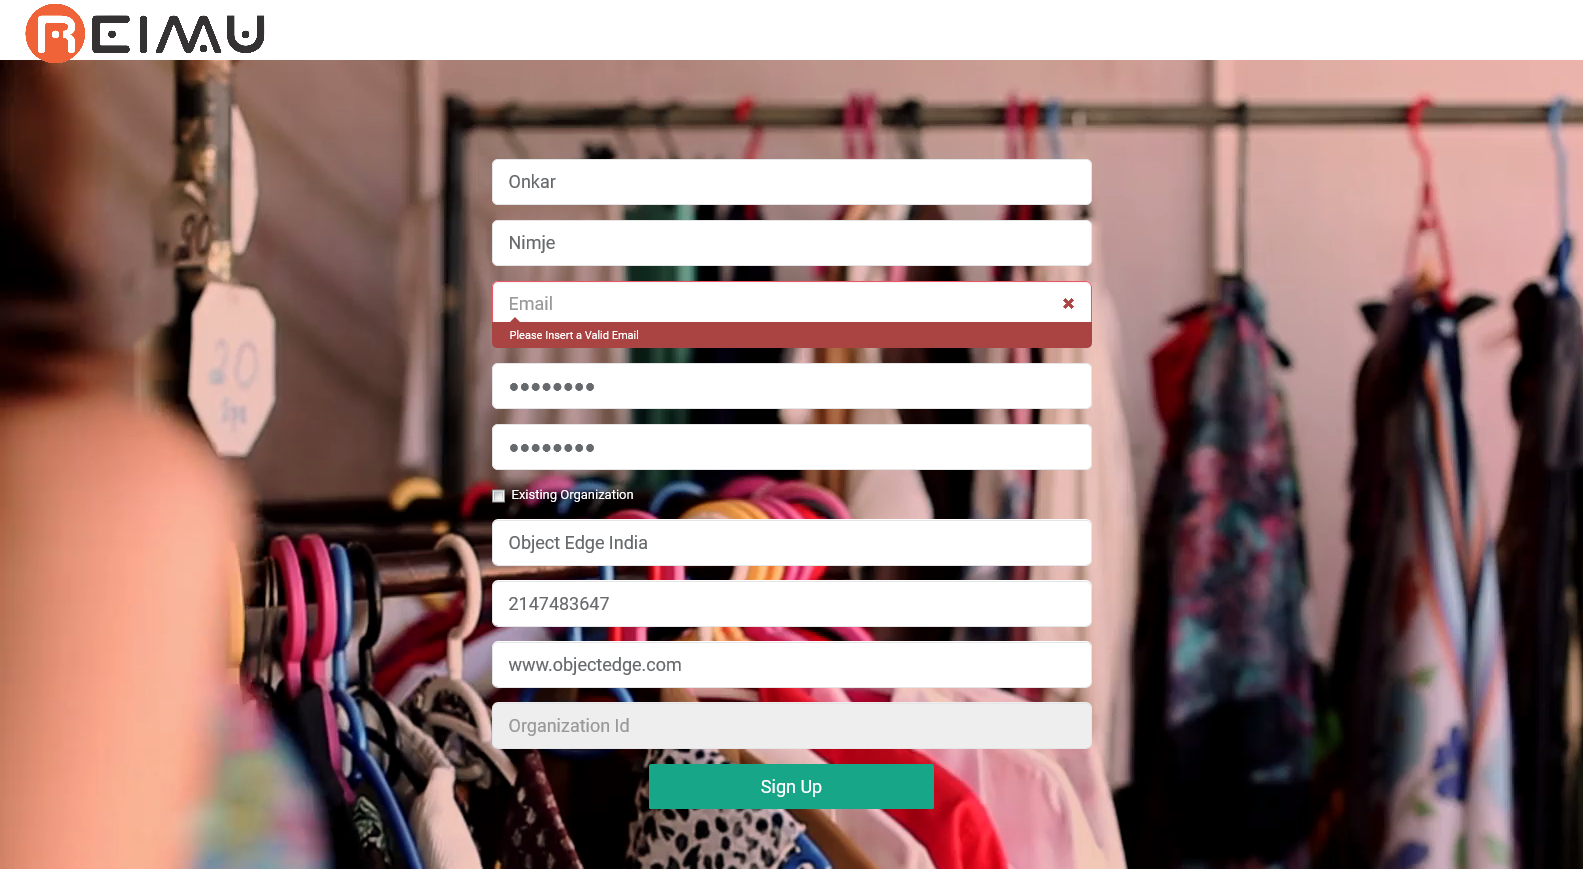 REIMU
Onkar
Nimje
Email
Please Insert a Valid Email
●●●●●●●●
●●●●●●●●
Existing Organization
Object Edge India
2147483647
www.objectedge.com
Organization Id
Sign Up
20